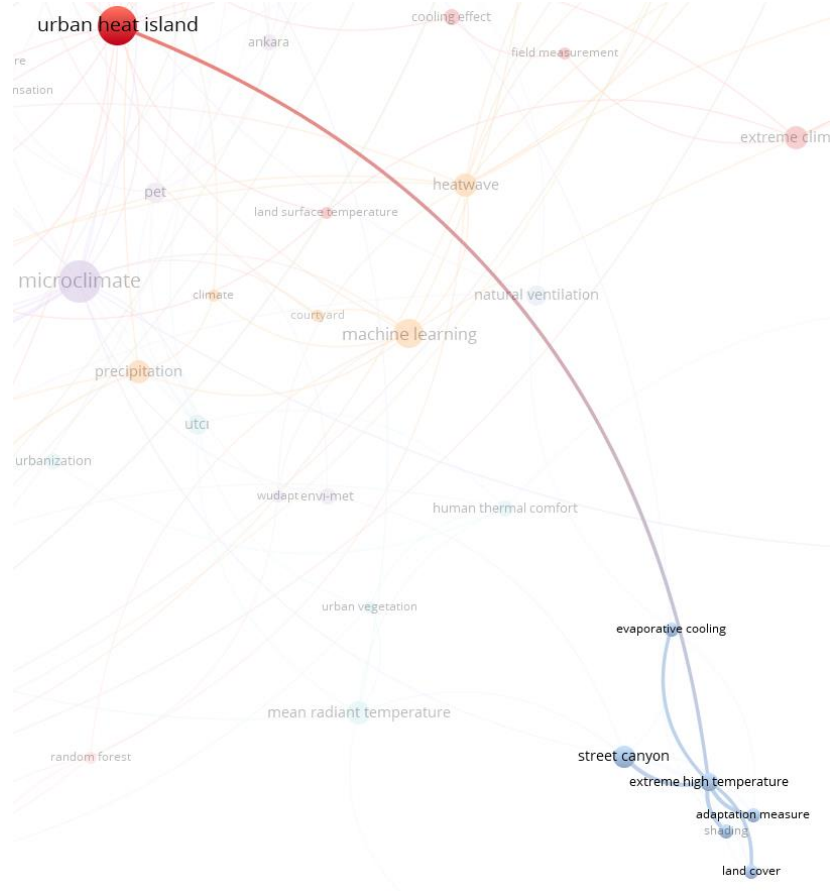 urban heat island
cooling effect
ankara
field measurement
re
nsation
extreme clim
heatwave
pet
land surface temperature
microclimate
climate
natural ventilation
courtyard
machine learning
precipitation
utci
urbanization
wudapt
envi-met
human thermal comfort
urban vegetation
evaporative cooling
mean radiant temperature
random forest
street canyon
extreme high temperature
adaptation measure
shading
land cover